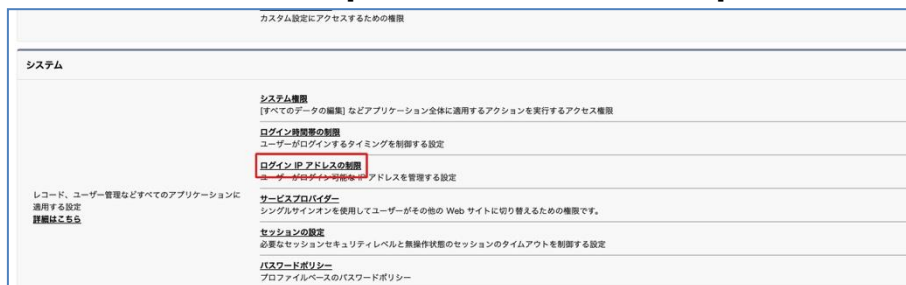 カスタム設定にアクセスするための権限
システム
システム権限
[すべてのデータの編集] などアプリケーション全体に適用するアクションを実行するアクセス権限
ログイン時間帯の制限
ユーザーがログインするタイミングを制御する設定
ログイン IP アドレスの制限
ユーザーがログイン可能な IP アドレスを管理する設定
レコード、ユーザー管理などすべてのアプリケーションに
適用する設定
詳細はこちら
サービスプロバイダー
シングルサインオンを使用してユーザーがその他の Web サイトに切り替えるための権限です。
セッションの設定
必要なセッションセキュリティレベルと無操作状態のセッションのタイムアウトを制御する設定
パスワードポリシー
プロファイルベースのパスワードポリシー